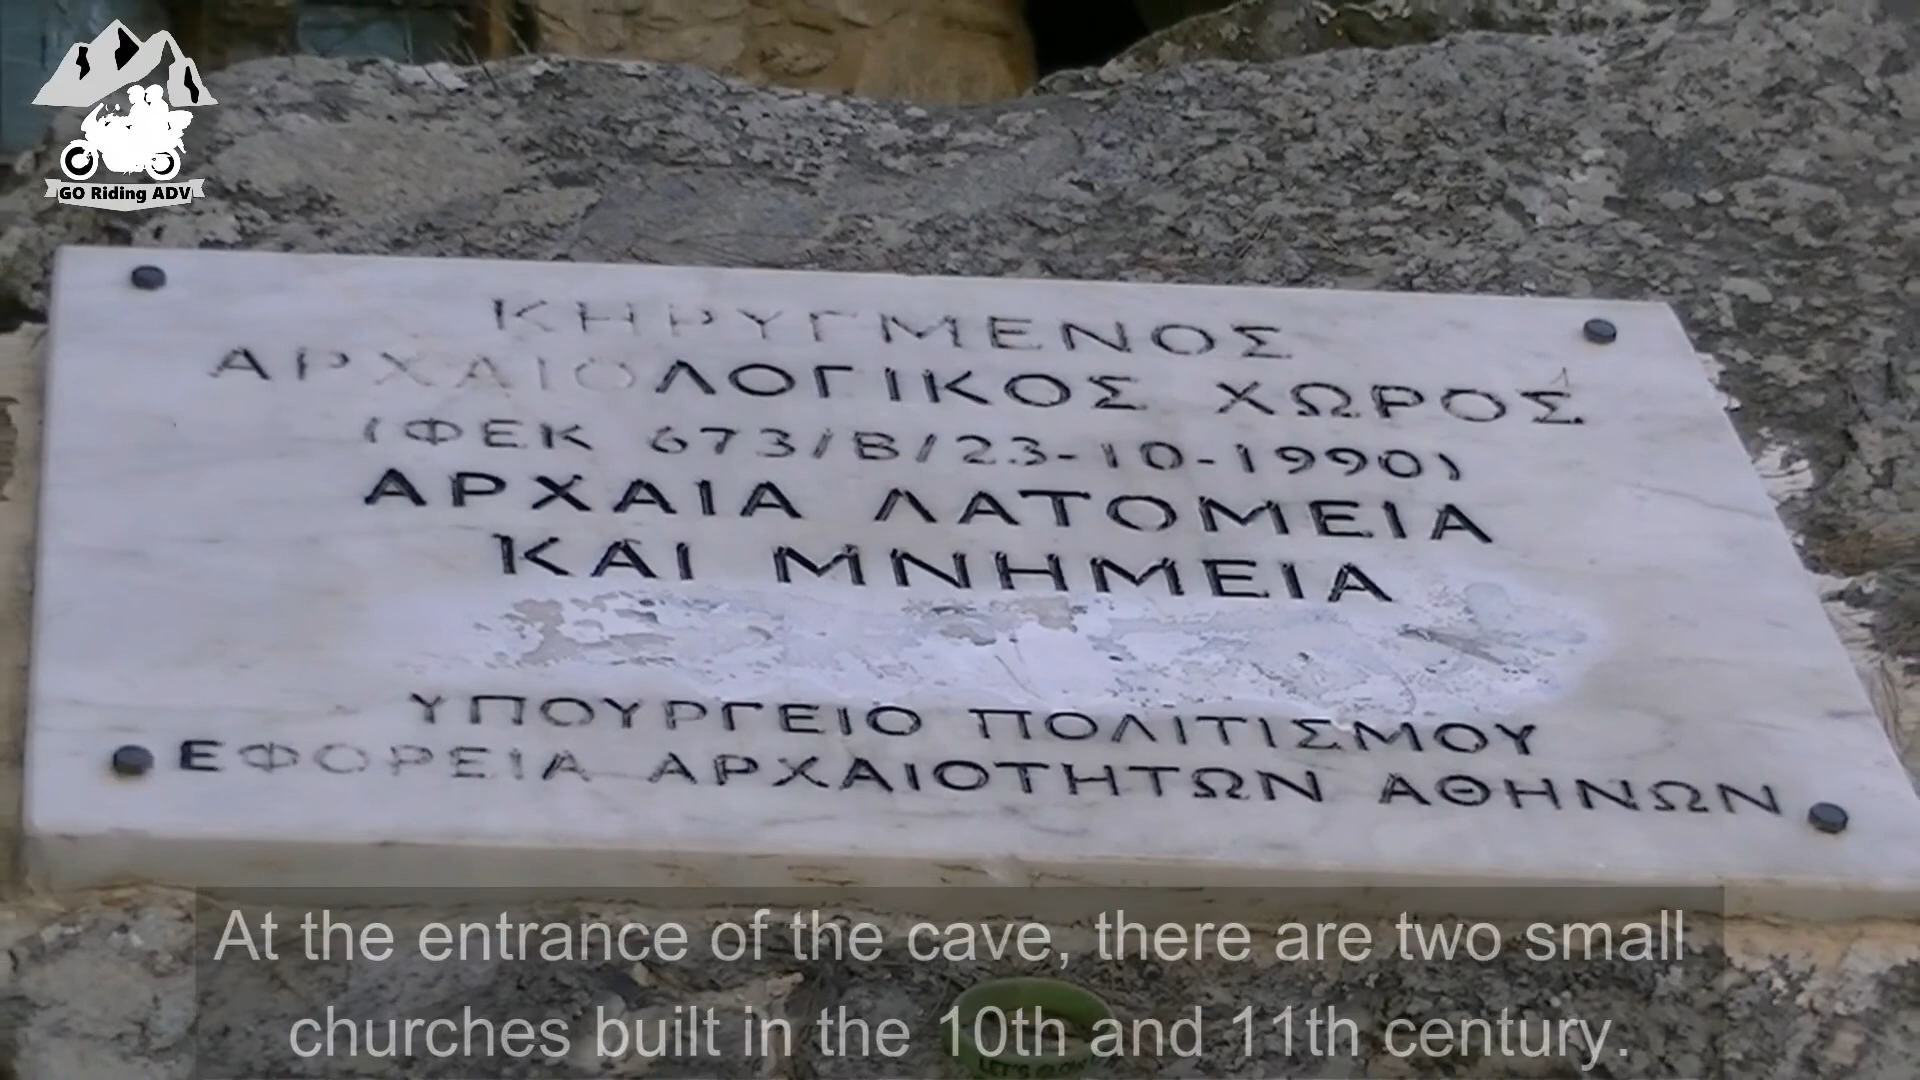 GO Riding ADV
ΚΗΡΥΓΜΕΝΟΣ
ΑΡΧΑΙΟΛΟΓΙΚΟΣ ΧΩΡΟΣ
(ΦΕΚ 673/Β/23-10-1990)
ΑΡΧΑΙΑ ΛΑΤΟΜΕΙΑ
ΚΑΙ ΜΝΗΜΕΙΑ
ΥΠΟΥΡΓΕΙΟ ΠΟΛΙΤΙΣΜΟΥ
ΕΦΟΡΕΙΑ ΑΡΧΑΙΟΤΗΤΩΝ ΑΘΗΝΩΝ
At the entrance of the cave, there are two small
churches built in the 10th and 11th century.